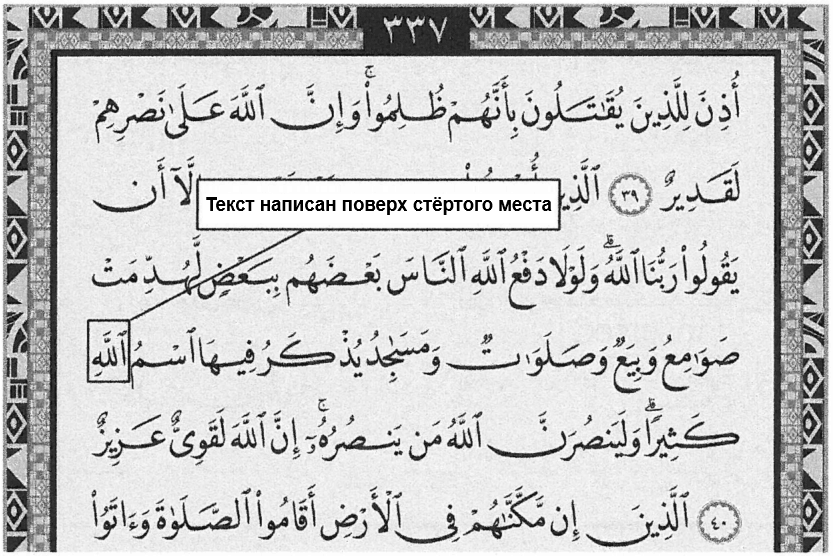 ٣٣٧
أُذِنَ لِلَّذِينَ يُقَٰتَلُونَ بِأَنَّهُمْ ظُلِمُوا۟ۚ وَإِنَّ ٱللَّهَ عَلَىٰ نَصْرِهِمْ
لَقَدِيرٌ ٣٩ ٱلَّذِينَ إِلَّآ أَن
Текст написан поверх стёртого места
يَقُولُوا۟ رَبُّنَا ٱللَّهُۗ وَلَوْلَا دَفْعُ ٱللَّهِ ٱلنَّاسَ بَعْضَهُم بِبَعْضٍ لَّهُدِّمَتْ
صَوَٰمِعُ وَبِيَعٌ وَصَلَوَٰتٌ وَمَسَٰجِدُ يُذْكَرُ فِيهَا ٱسْمُ ٱللَّهِ
كَثِيرًاۗ وَلَيَنصُرَنَّ ٱللَّهُ مَن يَنصُرُهُۥٓۚ إِنَّ ٱللَّهَ لَقَوِىٌّ عَزِيزٌ
٤٠ ٱلَّذِينَ إِن مَّكَّنَّٰهُمْ فِى ٱلْأَرْضِ أَقَامُوا۟ ٱلصَّلَوٰةَ وَءَاتَوُا۟